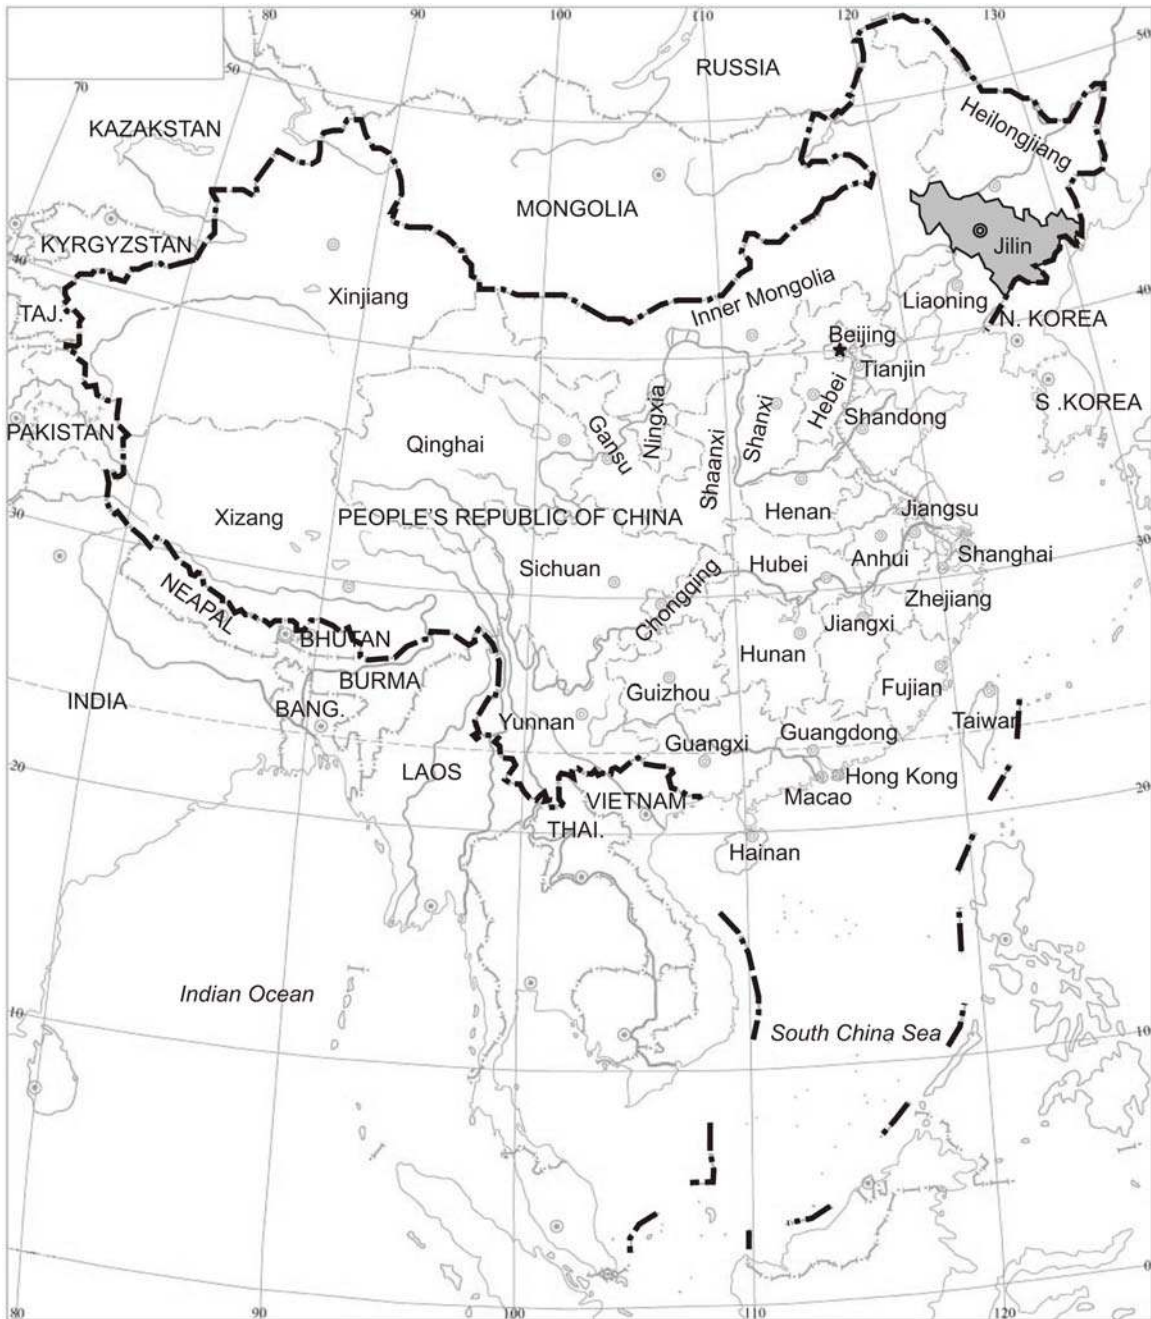 80
90
100
110
120
130
50
RUSSIA
50
70
KAZAKSTAN
Heilongjiang
MONGOLIA
KYRGYZSTAN
Jilin
40
Xinjiang
Inner Mongolia
Liaoning
40
TAJ.
N. KOREA
Beijing
Tianjin
Hebei
S .KOREA
PAKISTAN
Qinghai
Gansu
Ningxia
Shaanxi
Shanxi
Shandong
30
Xizang
PEOPLE'S REPUBLIC OF CHINA
Henan
Jiangsu
30
Sichuan
Chongqing
Hubei
Anhui
Shanghai
NEAPAL
Zhejiang
BHUTAN
Jiangxi
Hunan
BURMA
INDIA
BANG.
Guizhou
Fujian
Yunnan
Taiwan
Guangxi
Guangdong
20
LAOS
Hong Kong
20
VIETNAM
Macao
THAI.
Hainan
Indian Ocean
10
South China Sea
10
0
80
90
100
110
120